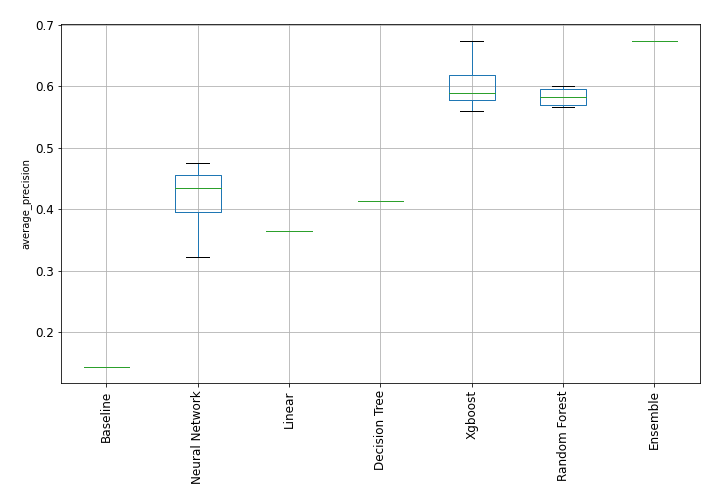 0.7
0.6
0.5
0.4
0.3
0.2
average_precision
Baseline
Neural Network
Linear
Decision Tree
Xgboost
Random Forest
Ensemble